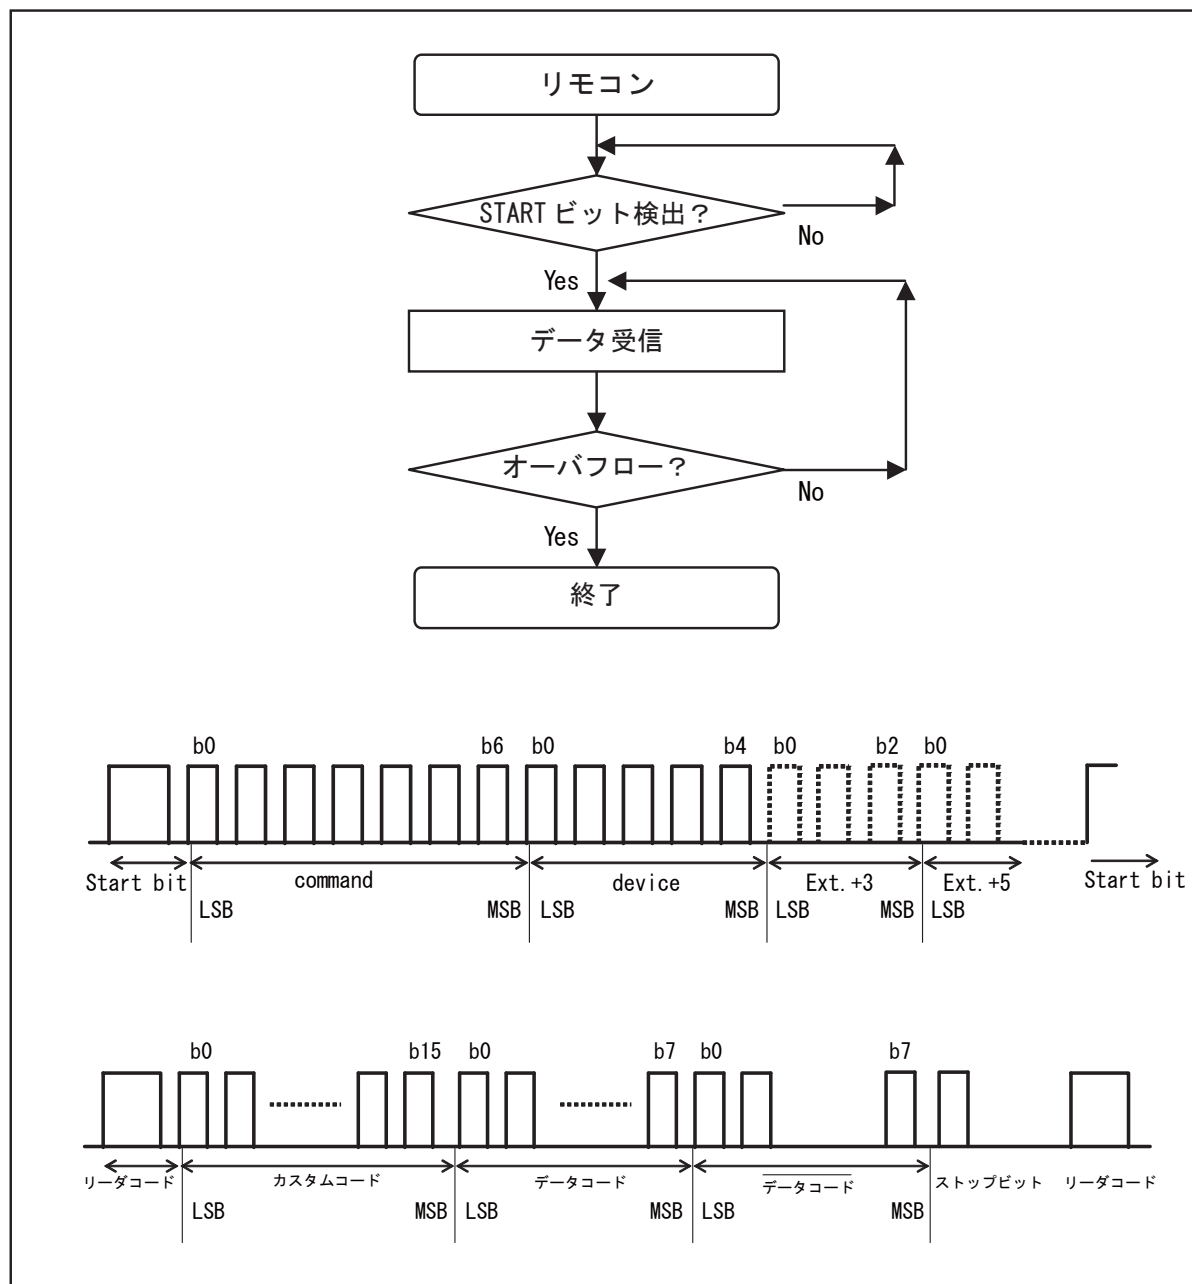 リモコン
START ビット検出？
No
Yes
データ受信
オーバフロー？
No
Yes
終了
b0 b6 b0 b4 b0 b2 b0
Start bit command device Ext.+3 Ext.+5 Start bit
LSB MSB LSB MSB LSB MSB LSB
b0 b15 b0 b7 b0 b7
リーダコード カスタムコード データコード データコード ストップビット リーダコード
LSB MSB LSB MSB LSB MSB